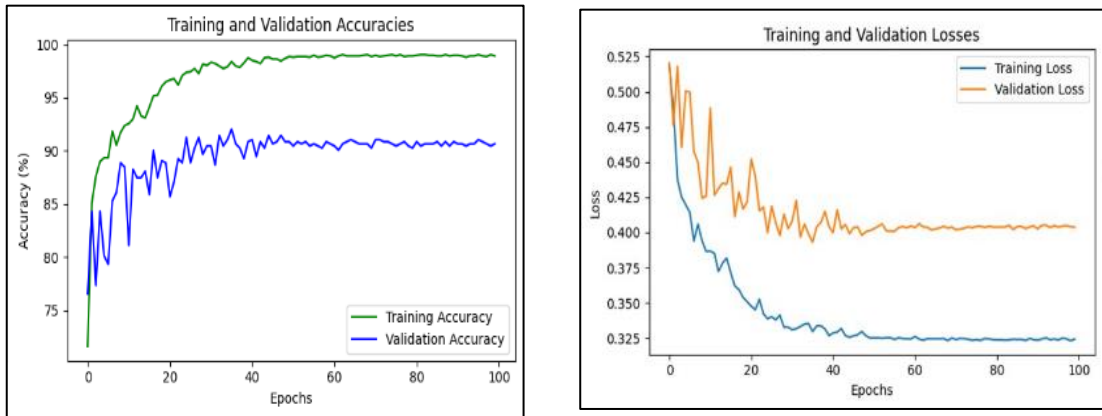 Training and Validation Accuracies
100
95
90
85
80
75
Accuracy (%)
Training Accuracy
Validation Accuracy
0 20 40 60 80 100
Epochs
Training and Validation Losses
0.525
0.500
0.475
0.450
0.425
0.400
0.375
0.350
0.325
Loss
Training Loss
Validation Loss
0 20 40 60 80 100
Epochs